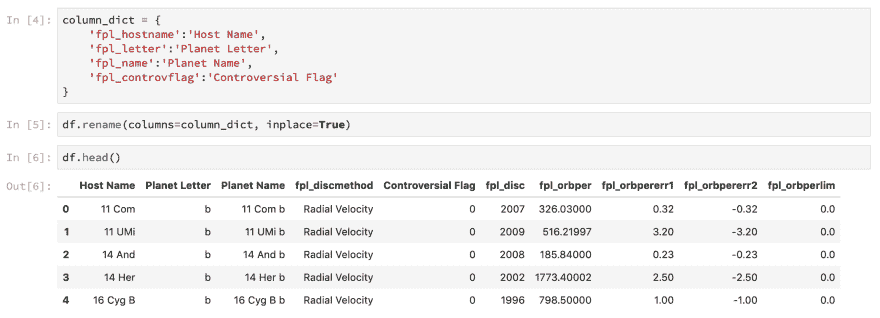 In [4]: column_dict = {
    'fpl_hostname':'Host Name',
    'fpl_letter':'Planet Letter',
    'fpl_name':'Planet Name',
    'fpl_controvflag':'Controversial Flag'
}
In [5]: df.rename(columns=column_dict, inplace=True)
In [6]: df.head()
Out[6]: Host Name Planet Letter Planet Name fpl_discmethod Controversial Flag fpl_disc fpl_orbper fpl_orbpererr1 fpl_orbpererr2 fpl_orbperlim
0 11 Com b 11 Com b Radial Velocity 0 2007 326.03000 0.32 -0.32 0.0
1 11 UMi b 11 UMi b Radial Velocity 0 2009 516.21997 3.20 -3.20 0.0
2 14 And b 14 And b Radial Velocity 0 2008 185.84000 0.23 -0.23 0.0
3 14 Her b 14 Her b Radial Velocity 0 2002 1773.40002 2.50 -2.50 0.0
4 16 Cyg B b 16 Cyg B b Radial Velocity 0 1996 798.50000 1.00 -1.00 0.0